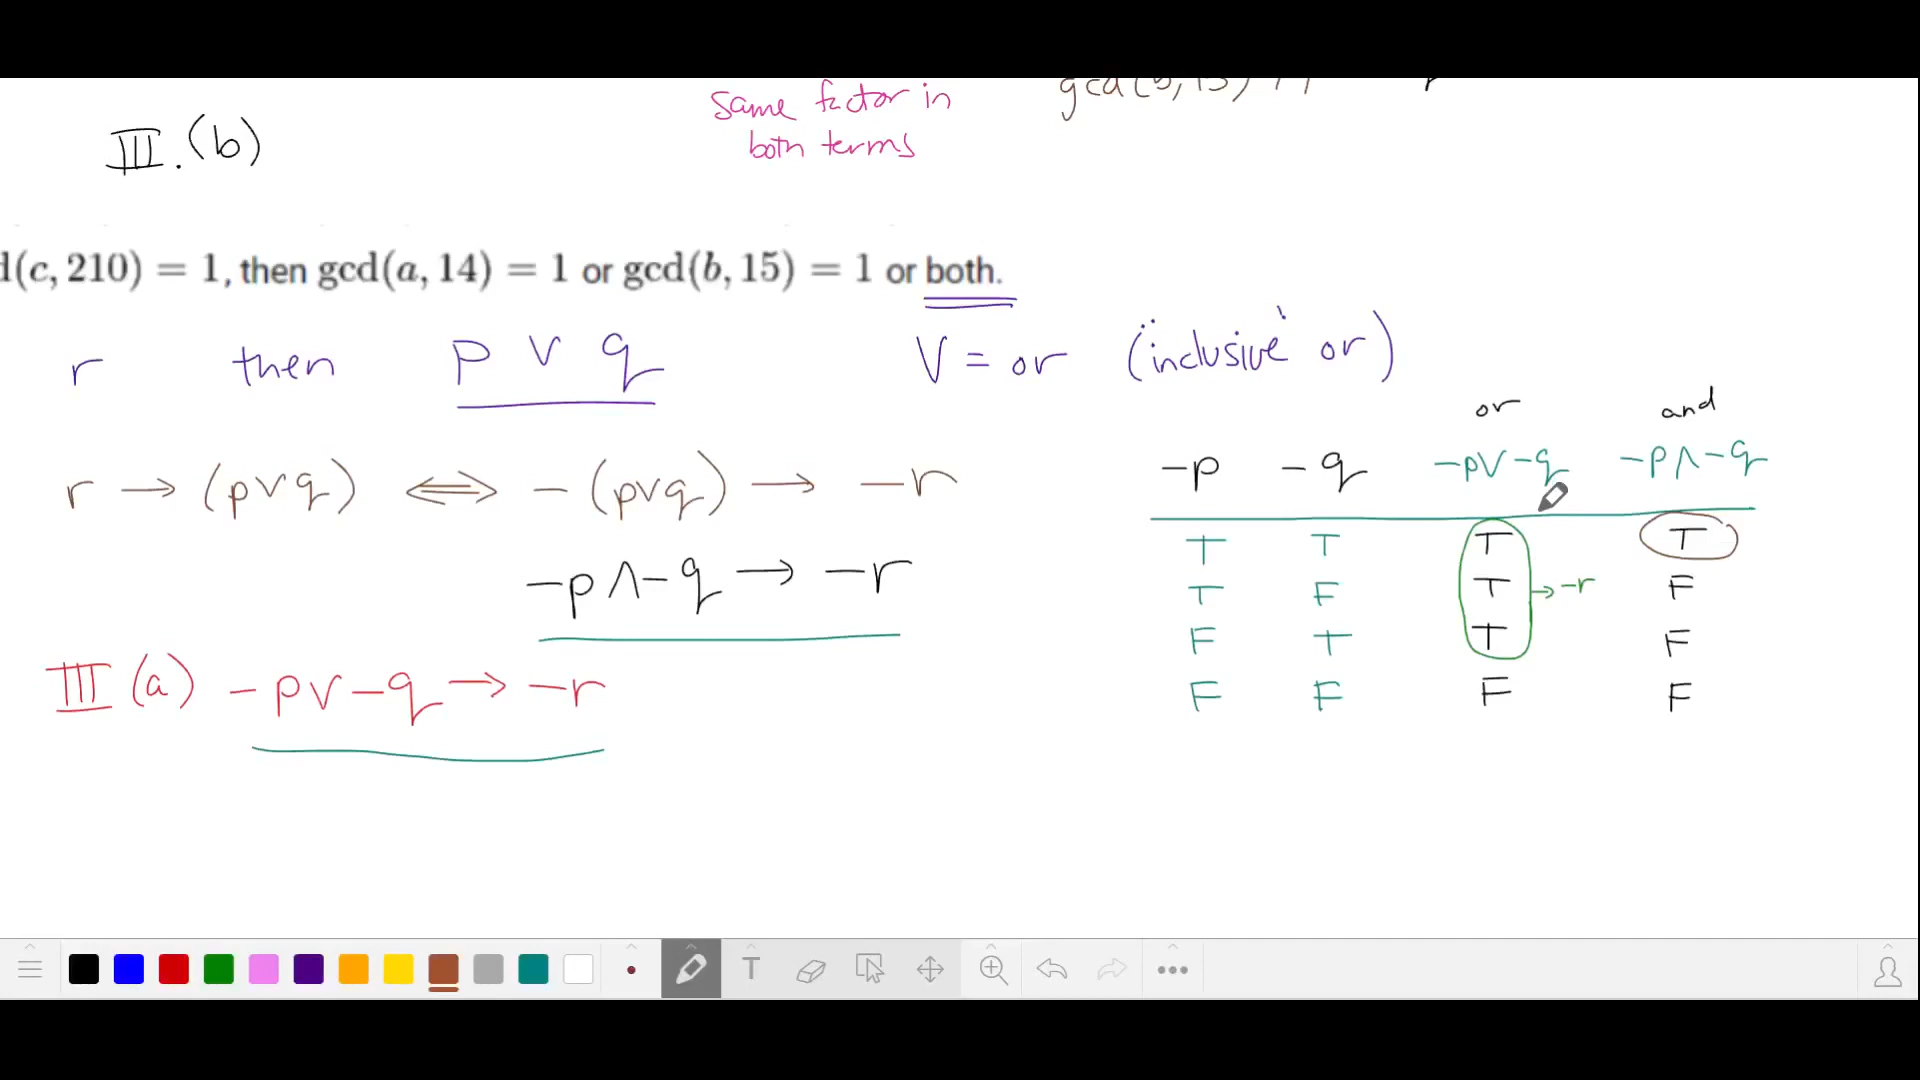 same factor in
both terms
III. (b)
d(c, 210) = 1, then gcd(a, 14) = 1 or gcd(b, 15) = 1 or both.
r then p ∨ q V = or (inclusive or)
or and
-p -q -p∨-q -p∧-q
r → (p∨q) ⟺ -(p∨q) → -r
T T T T
-p∧-q → -r
T F T → -r F
F T T F
III (a) -p∨-q → -r
F F F F
T